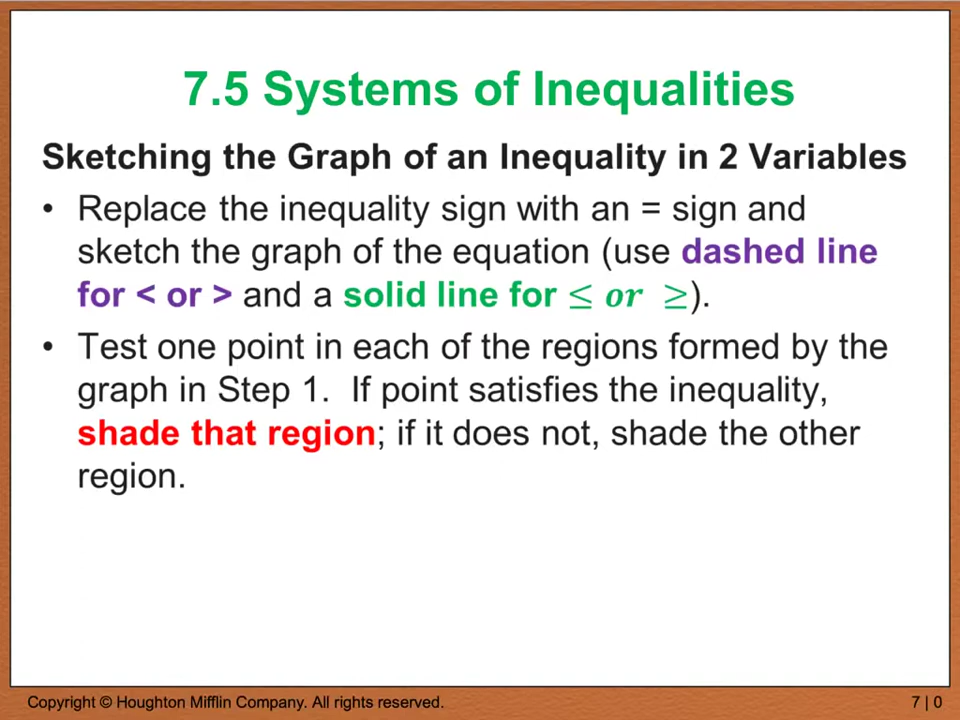 7.5 Systems of Inequalities
Sketching the Graph of an Inequality in 2 Variables
• Replace the inequality sign with an = sign and
sketch the graph of the equation (use dashed line
for < or > and a solid line for ≤ or ≥).
• Test one point in each of the regions formed by the
graph in Step 1. If point satisfies the inequality,
shade that region; if it does not, shade the other
region.
Copyright © Houghton Mifflin Company. All rights reserved.
7 | 0